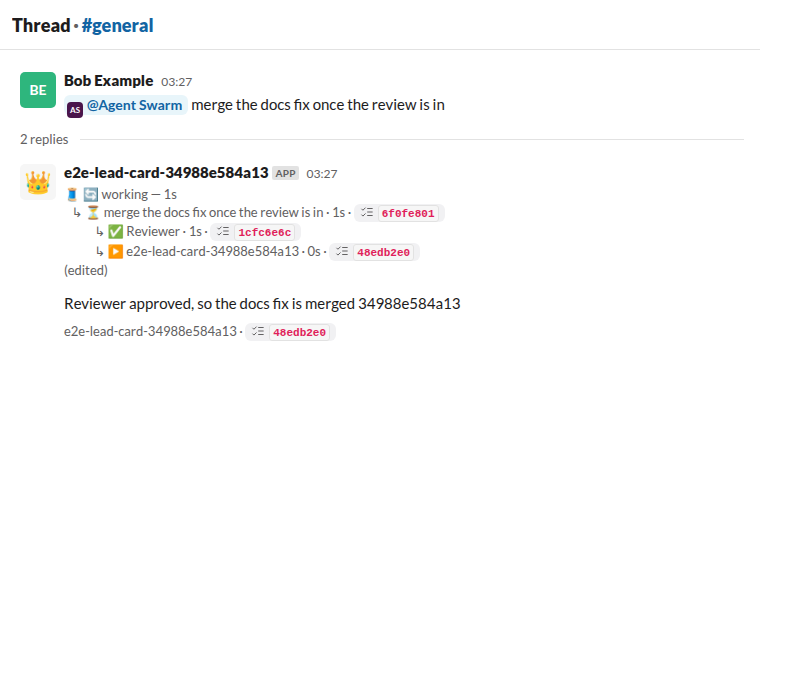 Thread • #general
BE
Bob Example 03:27
AS @Agent Swarm merge the docs fix once the review is in
2 replies
e2e-lead-card-34988e584a13 APP 03:27
🧵 🔄 working — 1s
↳ ⏳ merge the docs fix once the review is in · 1s · 6f0fe801
↳ ✅ Reviewer · 1s · 1cfc6e6c
↳ ▶️ e2e-lead-card-34988e584a13 · 0s · 48edb2e0
(edited)
Reviewer approved, so the docs fix is merged 34988e584a13
e2e-lead-card-34988e584a13 · 48edb2e0